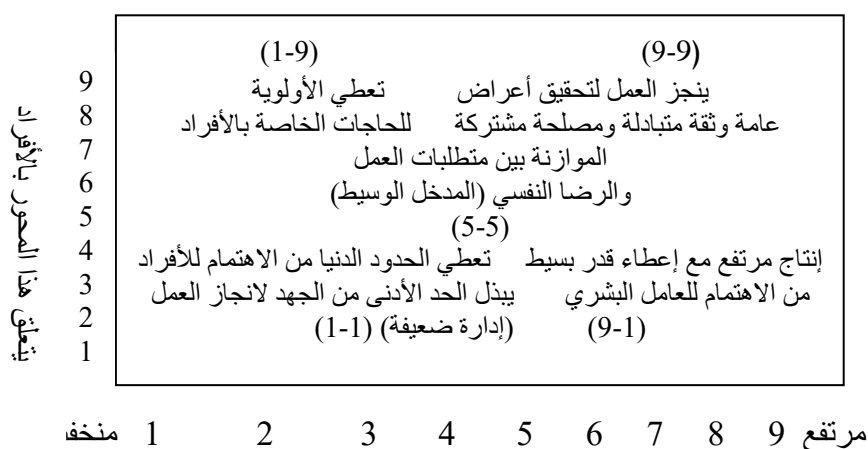 (9-9) (1-9)
ينجز العمل لتحقيق أعراض تعطي الأولوية
عامة وثقة متبادلة ومصلحة مشتركة للحاجات الخاصة بالأفراد
الموازنة بين متطلبات العمل
والرضا النفسي (المدخل الوسيط)
(5-5)
إنتاج مرتفع مع إعطاء قدر بسيط تعطي الحدود الدنيا من الاهتمام للأفراد
من الاهتمام للعامل البشري يبذل الحد الأدنى من الجهد لانجاز العمل
(9-1) (إدارة ضعيفة) (1-1)
9
8
7
6
5
4
3
2
1
يتعلق هذا المحور بالأفراد
مرتفع 9 8 7 6 5 4 3 2 1 منخف